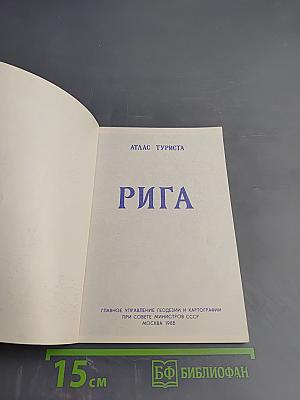 АТЛАС ТУРИСТА
РИГА
ГЛАВНОЕ УПРАВЛЕНИЕ ГЕОДЕЗИИ И КАРТОГРАФИИ
ПРИ СОВЕТЕ МИНИСТРОВ СССР
МОСКВА 1988
15 см
БФ БИБЛИОФАН